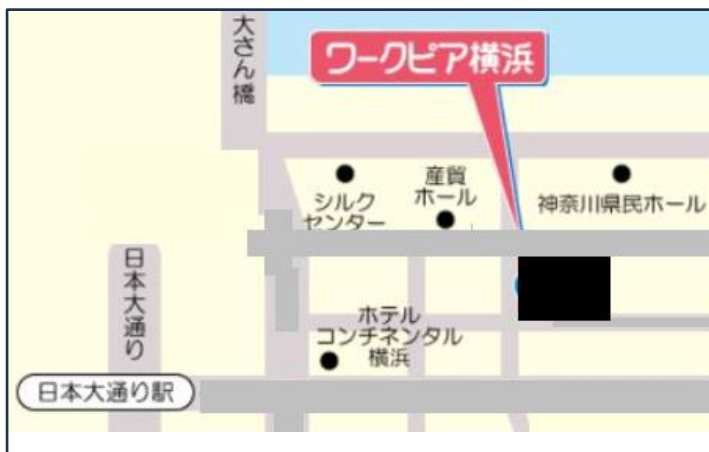 大さん橋
ワークピア横浜
シルク
センター
産貿
ホール
神奈川県民ホール
日本大通り
ホテル
コンチネンタル
横浜
日本大通り駅